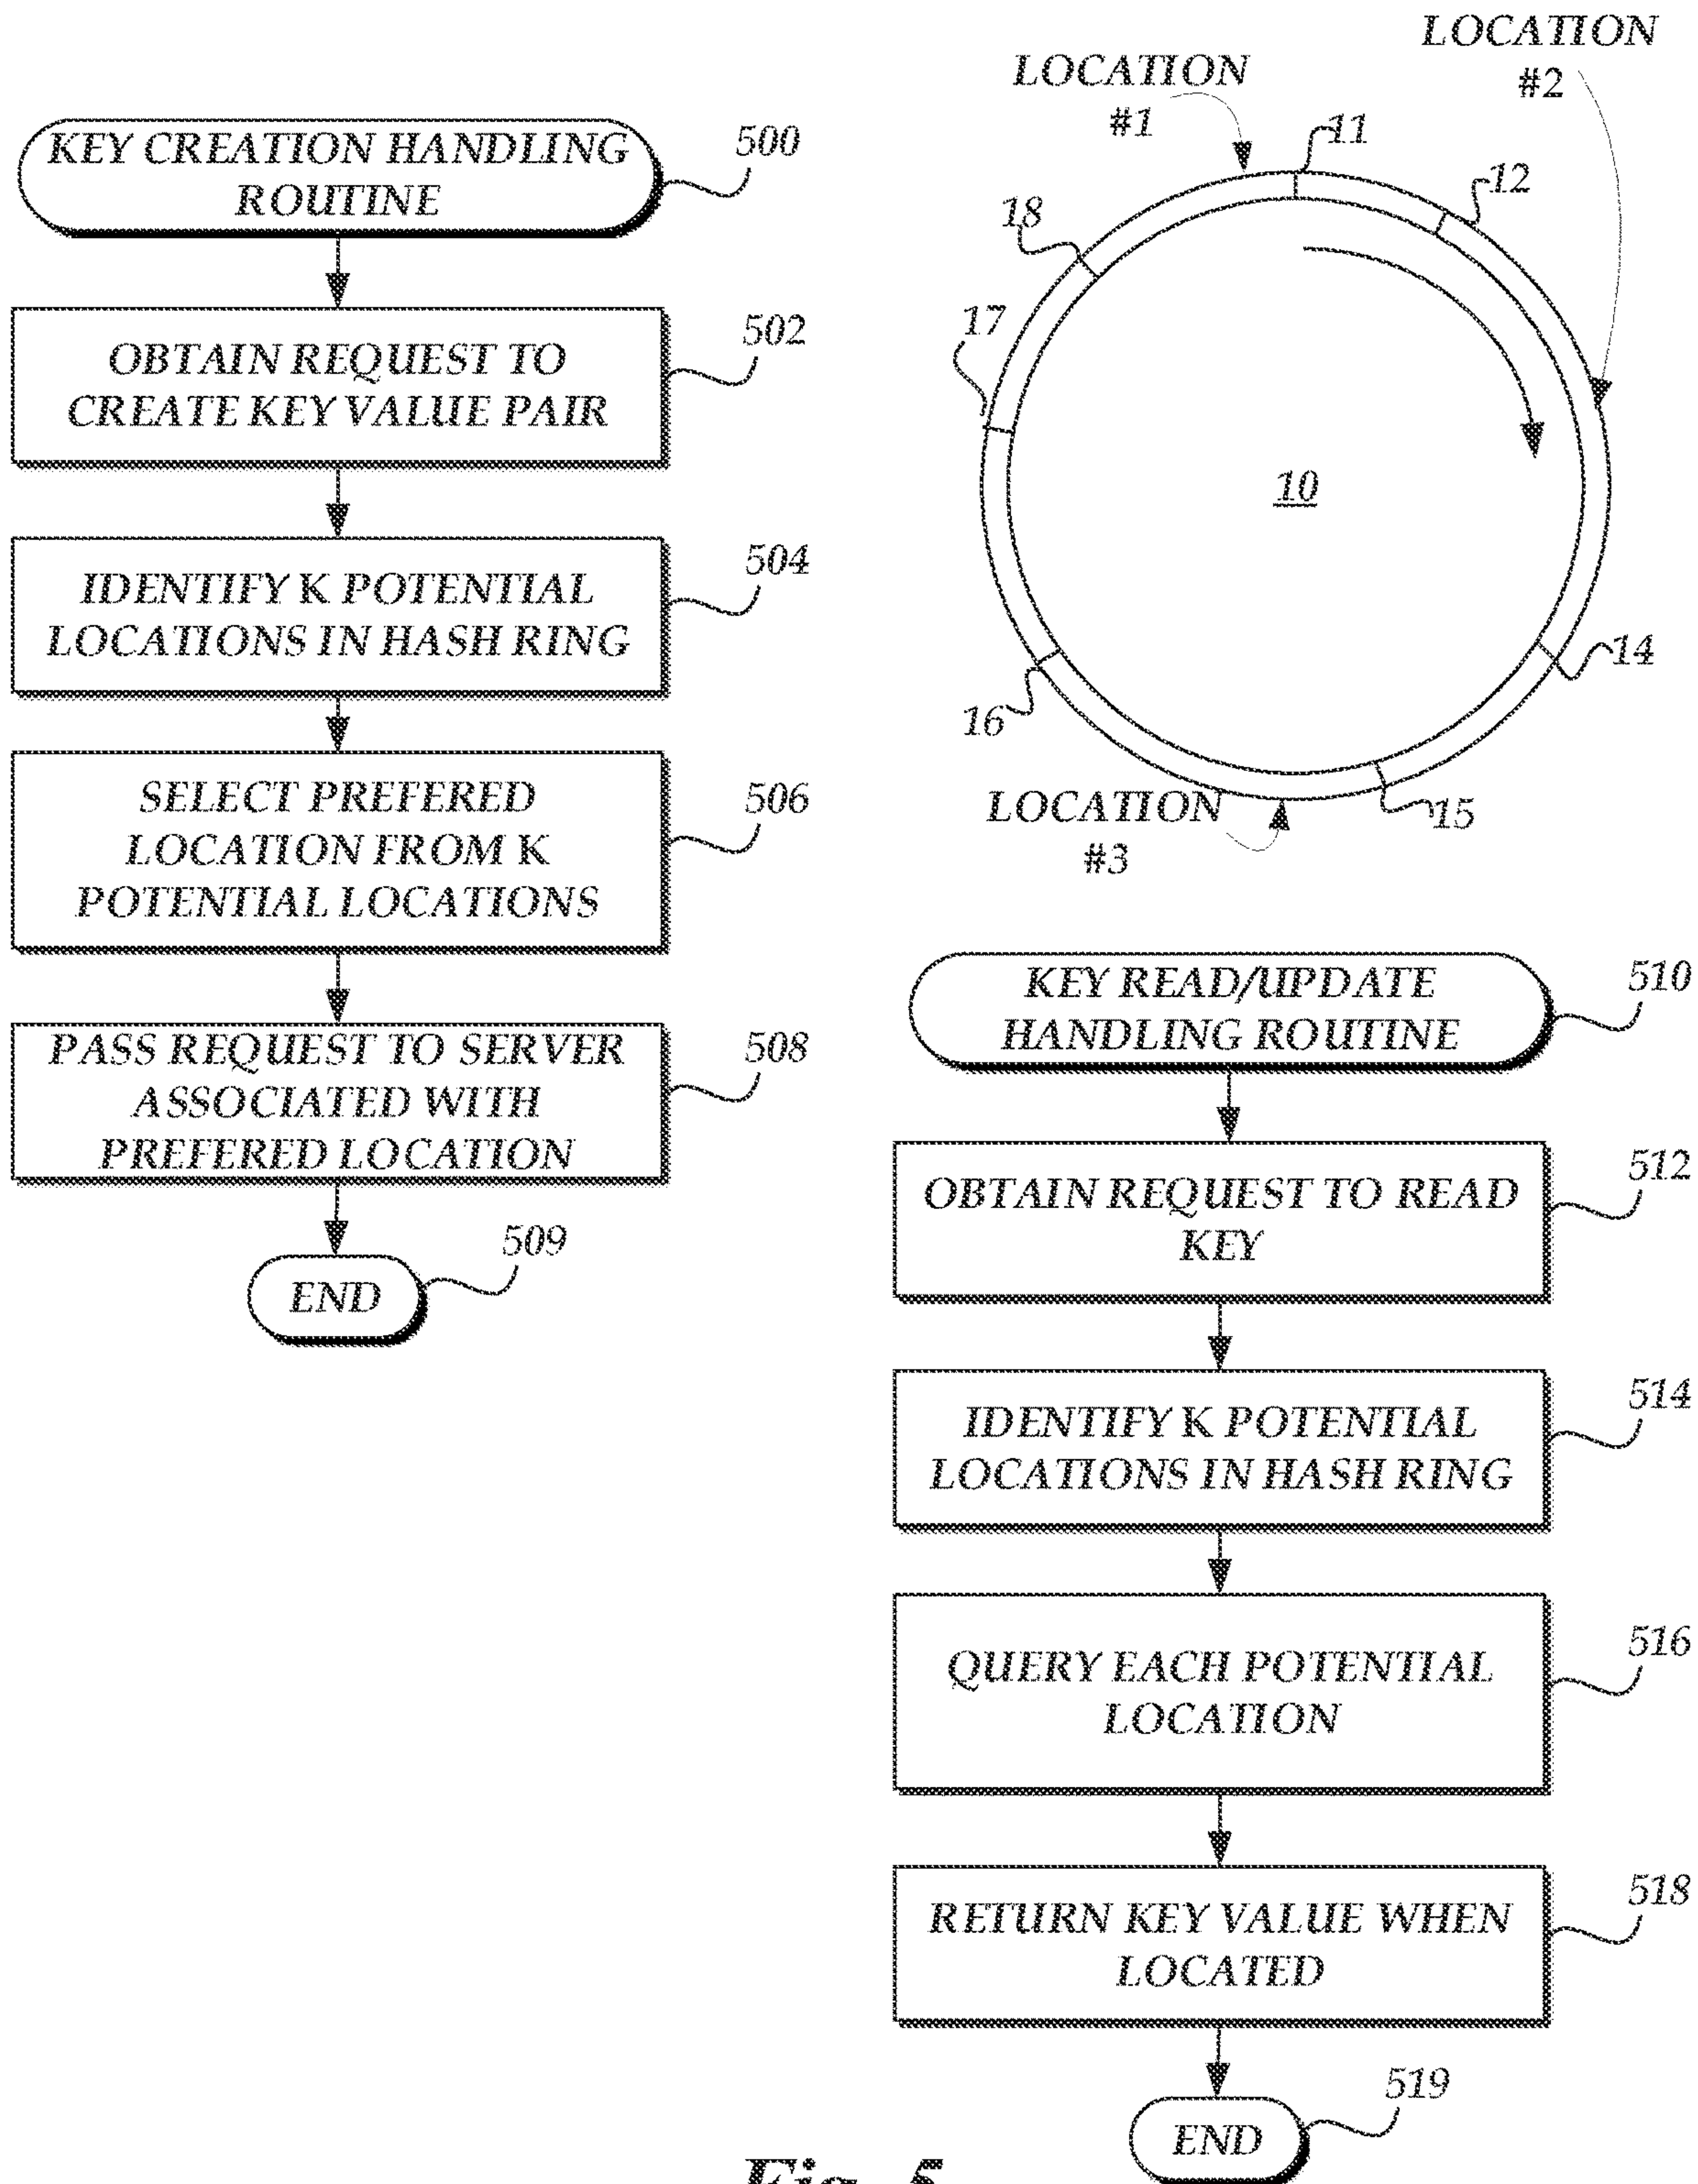 KEY CREATION HANDLING
ROUTINE
500
OBTAIN REQUEST TO
CREATE KEY VALUE PAIR
502
IDENTIFY K POTENTIAL
LOCATIONS IN HASH RING
504
SELECT PREFERED
LOCATION FROM K
POTENTIAL LOCATIONS
506
PASS REQUEST TO SERVER
ASSOCIATED WITH
PREFERED LOCATION
508
END
509
LOCATION
#1
LOCATION
#2
11
12
18
17
10
14
16
15
LOCATION
#3
KEY READ/UPDATE
HANDLING ROUTINE
510
OBTAIN REQUEST TO READ
KEY
512
IDENTIFY K POTENTIAL
LOCATIONS IN HASH RING
514
QUERY EACH POTENTIAL
LOCATION
516
RETURN KEY VALUE WHEN
LOCATED
518
END
519
Fig. 5